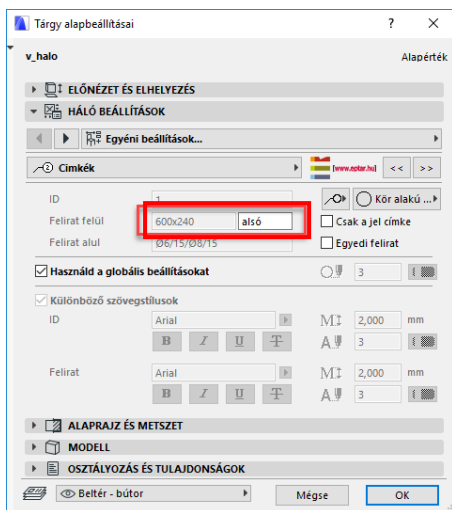 Tárgy alapbeállításai ? ×
v_halo Alapérték
ELŐNÉZET ÉS ELHELYEZÉS
HÁLÓ BEÁLLÍTÁSOK
Egyéni beállítások...
Cimkék [www.eptar.hu] << >>
ID 1 Kör alakú ...
Felirat felül 600x240 alsó Csak a jel címke
Felirat alul Ø6/15/Ø8/15 Egyedi felirat
Használd a globális beállításokat 3
Különböző szövegstílusok
ID Arial M 2,000 mm
B I U T A 3
Felirat Arial M 2,000 mm
B I U T A 3
ALAPRAJZ ÉS METSZET
MODELL
OSZTÁLYOZÁS ÉS TULAJDONSÁGOK
Beltér - bútor Mégse OK